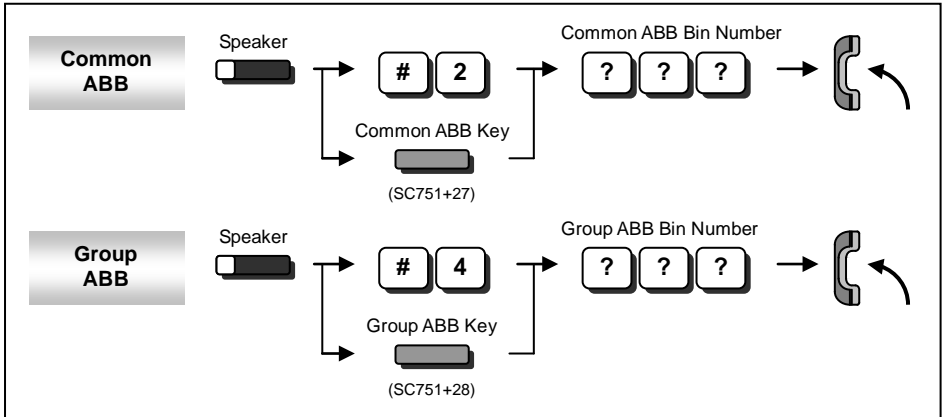 Common ABB Bin Number
Speaker
Common
ABB
# 2
? ? ?
Common ABB Key
(SC751+27)
Group ABB Bin Number
Speaker
Group
ABB
# 4
? ? ?
Group ABB Key
(SC751+28)